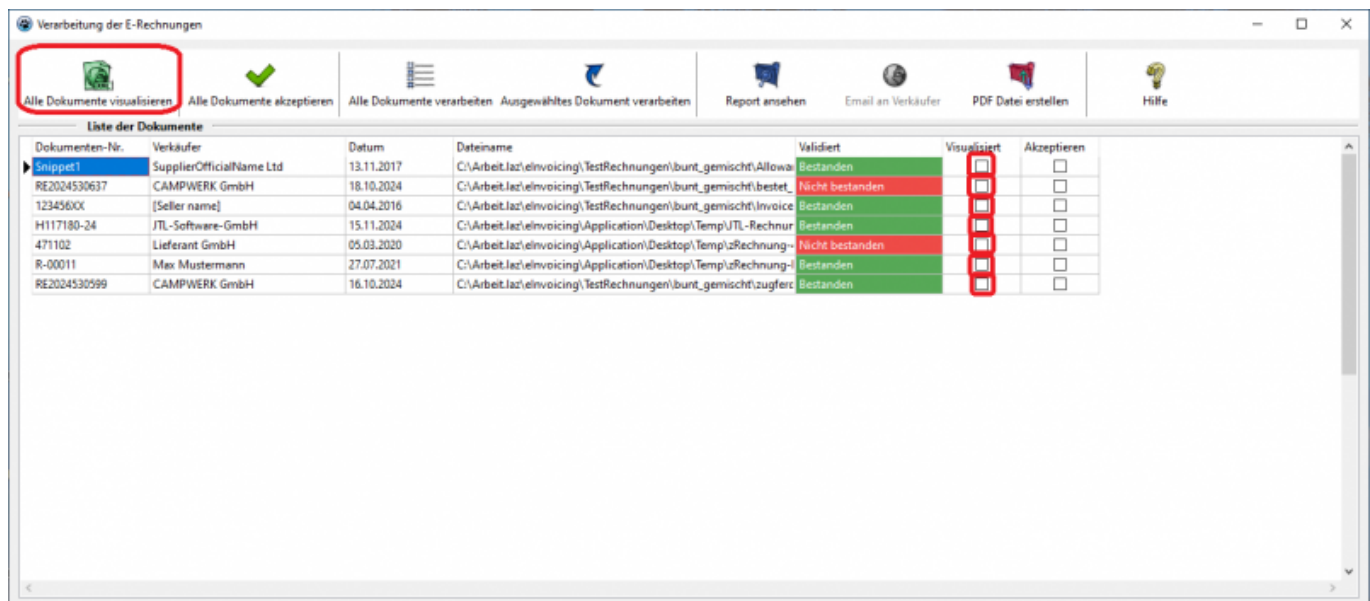 Verarbeitung der E-Rechnungen
Alle Dokumente visualisieren Alle Dokumente akzeptieren Alle Dokumente verarbeiten Ausgewähltes Dokument verarbeiten Report ansehen Email an Verkäufer PDF Datei erstellen Hilfe
Liste der Dokumente
Dokumenten-Nr. Verkäufer Datum Dateiname Validiert Visualisiert Akzeptieren
Snippet1 SupplierOfficialName Ltd 13.11.2017 C:\Arbeit.laz\eInvoicing\TestRechnungen\bunt_gemischt\Allowa Bestanden
RE2024530637 CAMPWERK GmbH 18.10.2024 C:\Arbeit.laz\eInvoicing\TestRechnungen\bunt_gemischt\bestet_ Nicht bestanden
123456XX [Seller name] 04.04.2016 C:\Arbeit.laz\eInvoicing\TestRechnungen\bunt_gemischt\Invoice Bestanden
H117180-24 JTL-Software-GmbH 15.11.2024 C:\Arbeit.laz\eInvoicing\Application\Desktop\Temp\JTL-Rechnur Bestanden
471102 Lieferant GmbH 05.03.2020 C:\Arbeit.laz\eInvoicing\Application\Desktop\Temp\zRechnung-- Nicht bestanden
R-00011 Max Mustermann 27.07.2021 C:\Arbeit.laz\eInvoicing\Application\Desktop\Temp\zRechnung-I Bestanden
RE2024530599 CAMPWERK GmbH 16.10.2024 C:\Arbeit.laz\eInvoicing\TestRechnungen\bunt_gemischt\zugferc Bestanden